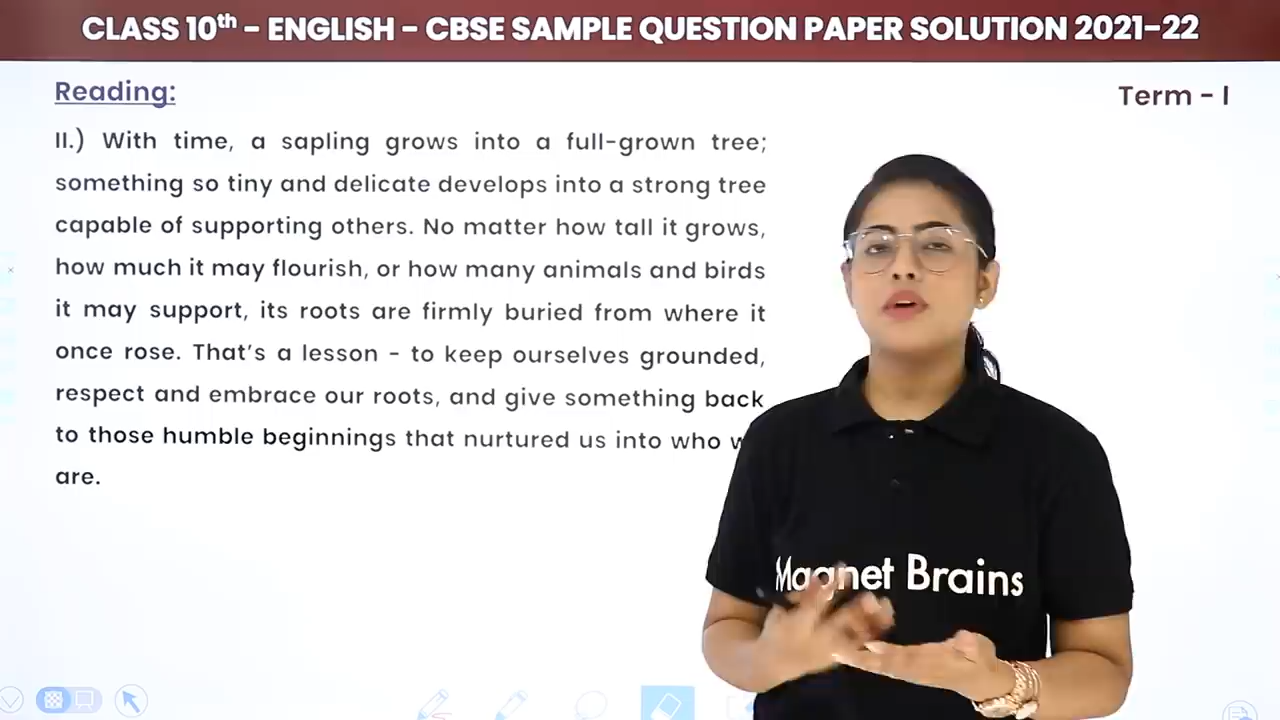 CLASS 10th - ENGLISH - CBSE SAMPLE QUESTION PAPER SOLUTION 2021-22
Reading:
Term - I
II.) With time, a sapling grows into a full-grown tree;
something so tiny and delicate develops into a strong tree
capable of supporting others. No matter how tall it grows,
how much it may flourish, or how many animals and birds
it may support, its roots are firmly buried from where it
once rose. That's a lesson - to keep ourselves grounded,
respect and embrace our roots, and give something back
to those humble beginnings that nurtured us into who
are.
Magnet Brains